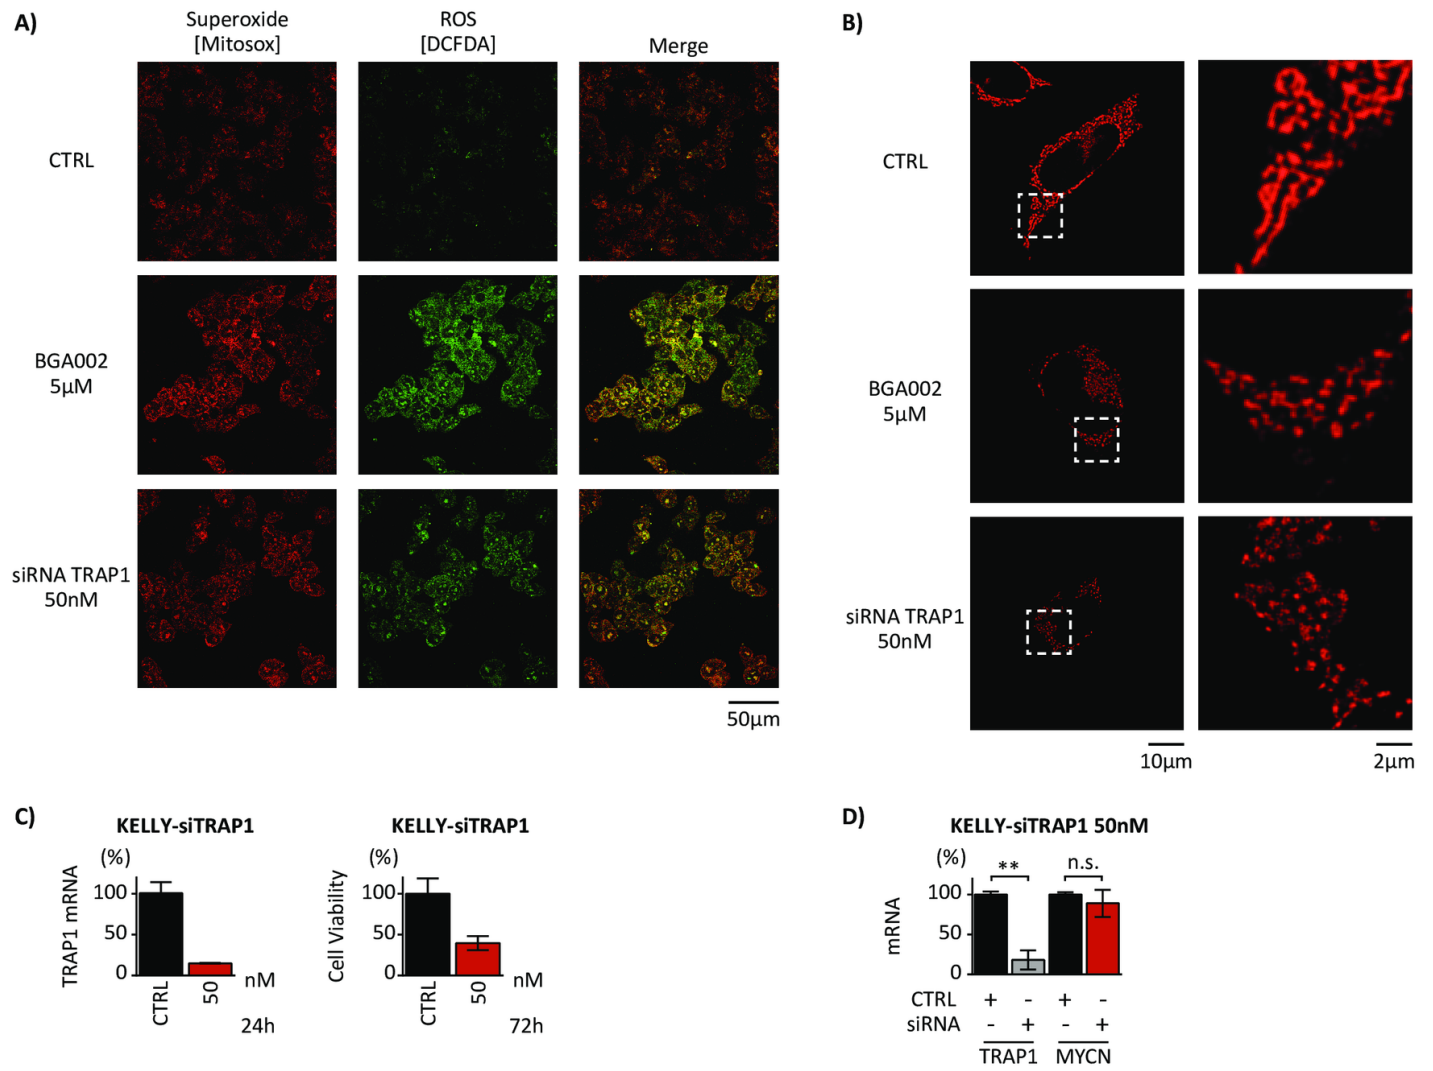 A)
Superoxide
[Mitosox]
ROS
[DCFDA]
Merge
CTRL
BGA002
5µM
siRNA TRAP1
50nM
50µm
B)
CTRL
BGA002
5µM
siRNA TRAP1
50nM
10µm
2µm
C)
KELLY-siTRAP1
(%)
TRAP1 mRNA
100
50
0
CTRL
50
nM
24h
KELLY-siTRAP1
(%)
Cell Viability
100
50
0
CTRL
50
nM
72h
D)
KELLY-siTRAP1 50nM
(%)
mRNA
** n.s.
100
50
0
CTRL + - + -
siRNA - + - +
TRAP1 MYCN